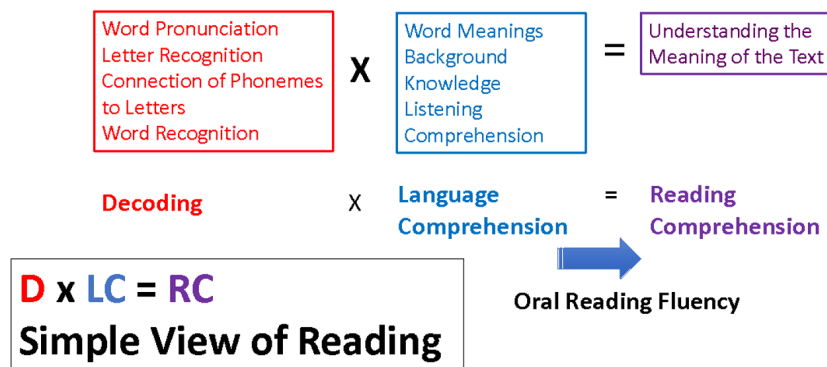 Word Pronunciation
Letter Recognition
Connection of Phonemes
to Letters
Word Recognition
X
Word Meanings
Background
Knowledge
Listening
Comprehension
=
Understanding the
Meaning of the Text
Decoding
X
Language
Comprehension
=
Reading
Comprehension
D x LC = RC
Simple View of Reading
Oral Reading Fluency